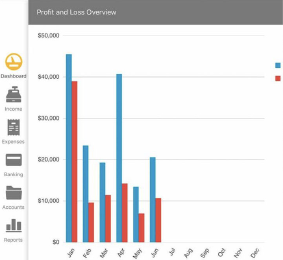 Profit and Loss Overview
$50,000
$40,000
$30,000
$20,000
$10,000
$0
Jan
Feb
Mar
Apr
May
Jun
Jul
Aug
Sep
Oct
Nov
Dec
Dashboard
Income
Expenses
Banking
Accounts
Reports